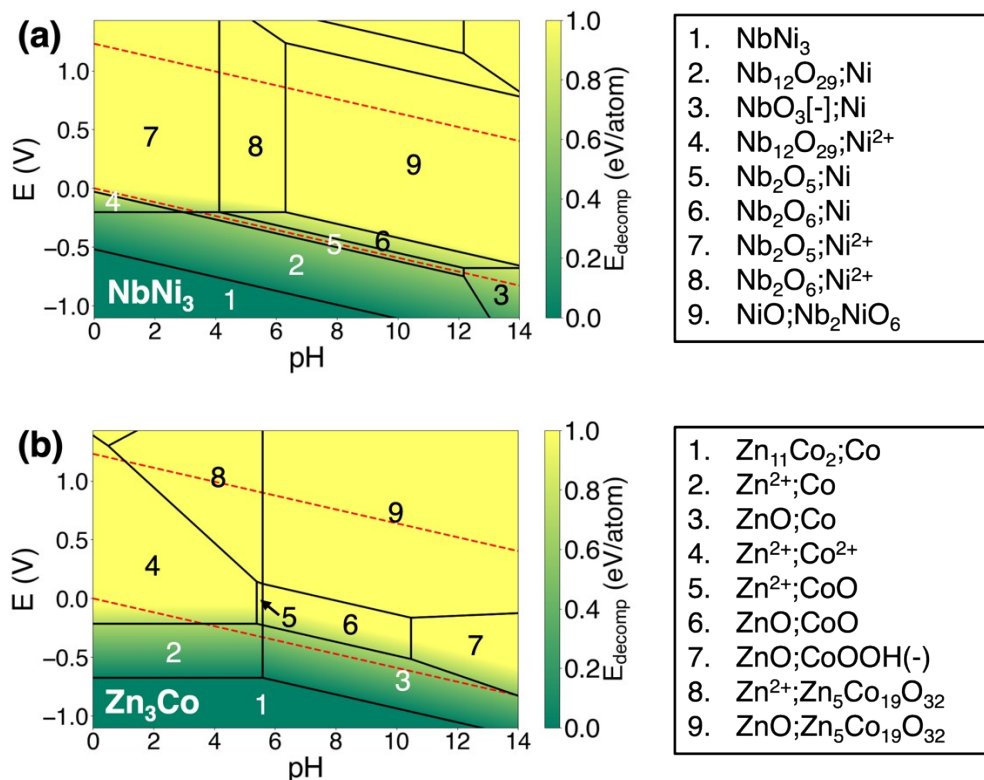 (a)
E (V)
1.0
0.5
0.0
−0.5
−1.0
7
8
9
4
5
6
2
3
1
NbNi₃
0 2 4 6 8 10 12 14
pH
1.0
0.8
0.6
0.4
0.2
0.0
E_decomp (eV/atom)
1. NbNi₃
2. Nb₁₂O₂₉;Ni
3. NbO₃[-];Ni
4. Nb₁₂O₂₉;Ni²⁺
5. Nb₂O₅;Ni
6. Nb₂O₆;Ni
7. Nb₂O₅;Ni²⁺
8. Nb₂O₆;Ni²⁺
9. NiO;Nb₂NiO₆
(b)
E (V)
1.0
0.5
0.0
−0.5
−1.0
8
9
4
5
6
7
2
3
1
Zn₃Co
0 2 4 6 8 10 12 14
pH
1.0
0.8
0.6
0.4
0.2
0.0
E_decomp (eV/atom)
1. Zn₁₁Co₂;Co
2. Zn²⁺;Co
3. ZnO;Co
4. Zn²⁺;Co²⁺
5. Zn²⁺;CoO
6. ZnO;CoO
7. ZnO;CoOOH(-)
8. Zn²⁺;Zn₅Co₁₉O₃₂
9. ZnO;Zn₅Co₁₉O₃₂